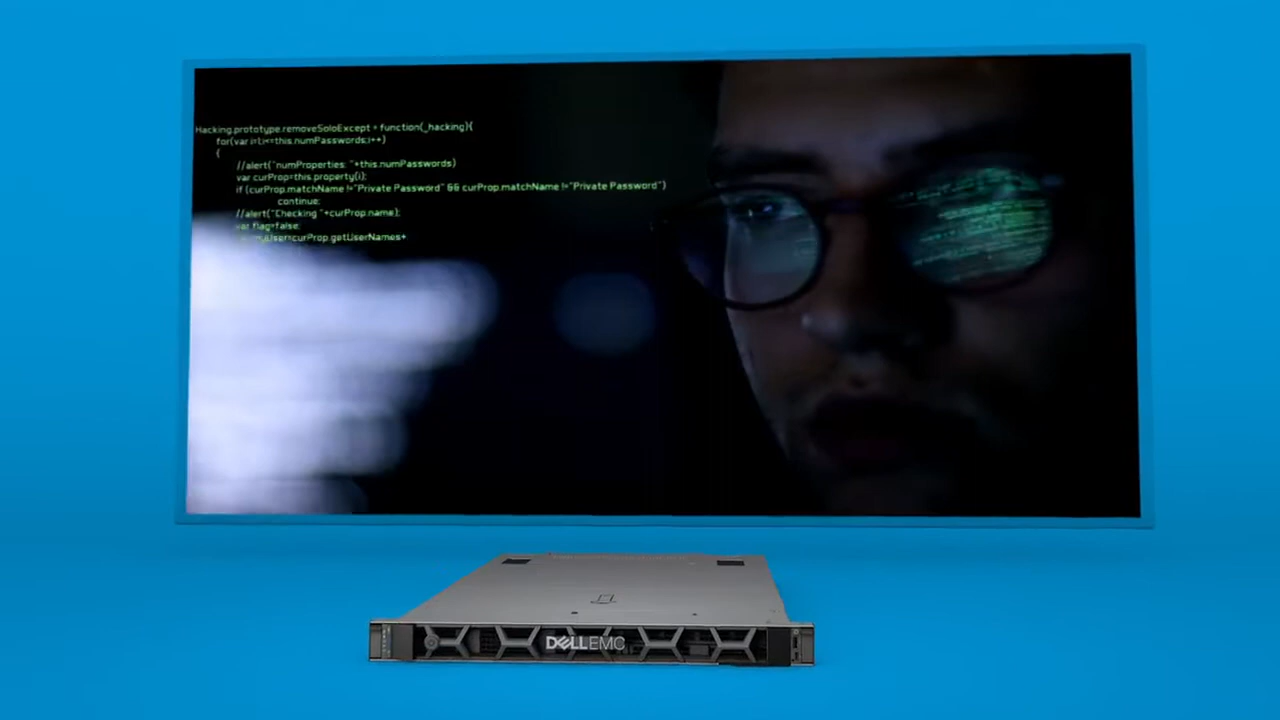 Hacking.prototype.removeSoloExcept = function(_hacking){
for(var i=1;i<=this.numPasswords;i++)
{
//alert("numProperties: "+this.numPasswords)
var curProp=this.property(i);
if (curProp.matchName !="Private Password" && curProp.matchName !="Private Password")
continue;
//alert("Checking "+curProp.name);
var flag=false;
curProp.getUserNames+
DELLEMC